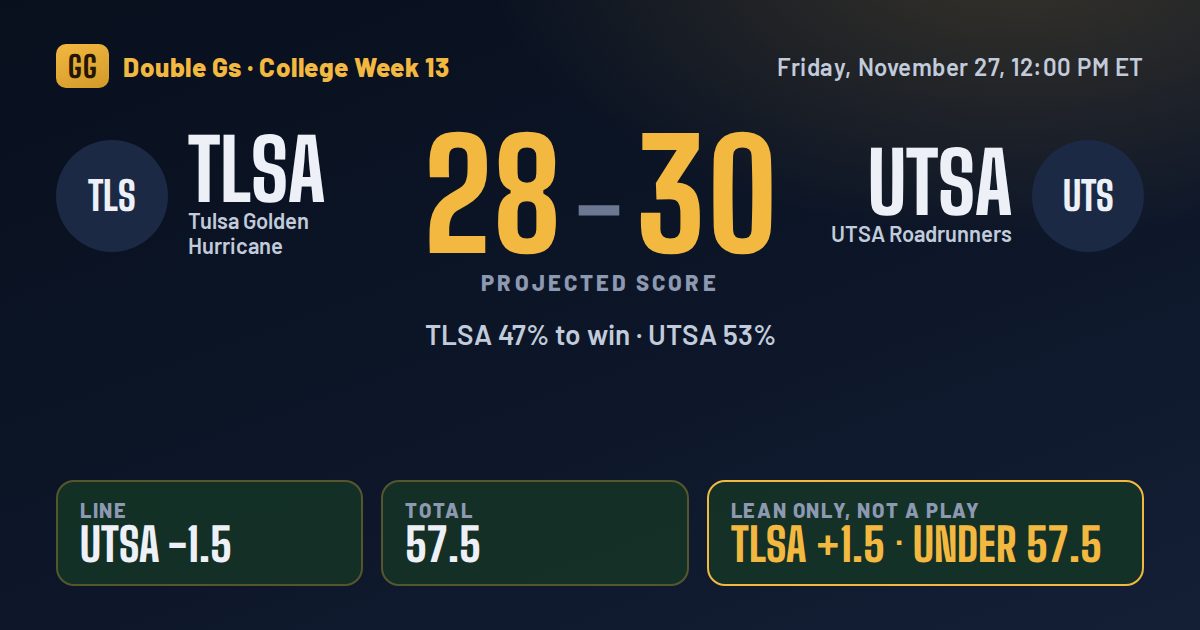 GG
Double Gs · College Week 13
Friday, November 27, 12:00 PM ET
TLS
TLSA
Tulsa Golden
Hurricane
28 – 30
PROJECTED SCORE
TLSA 47% to win · UTSA 53%
UTSA
UTSA Roadrunners
UTS
LINE
UTSA −1.5
TOTAL
57.5
LEAN ONLY, NOT A PLAY
TLSA +1.5 · UNDER 57.5